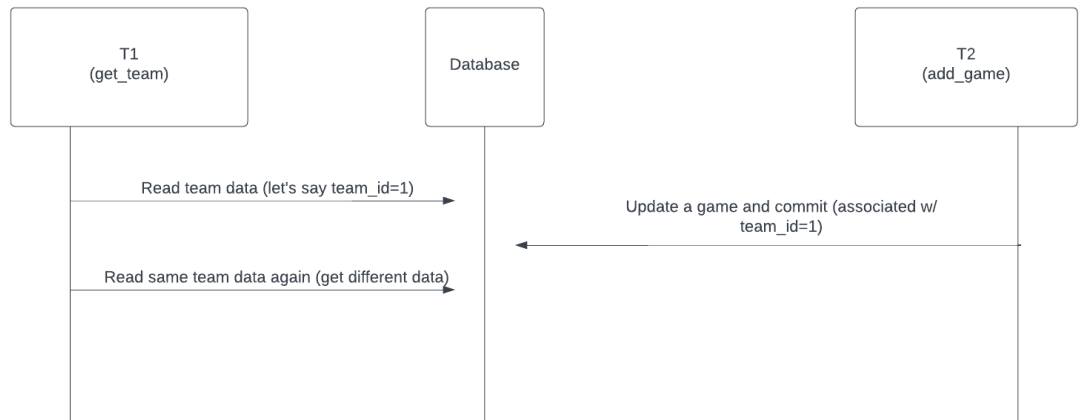 T1
(get_team)
Database
T2
(add_game)
Read team data (let's say team_id=1)
Update a game and commit (associated w/
team_id=1)
Read same team data again (get different data)